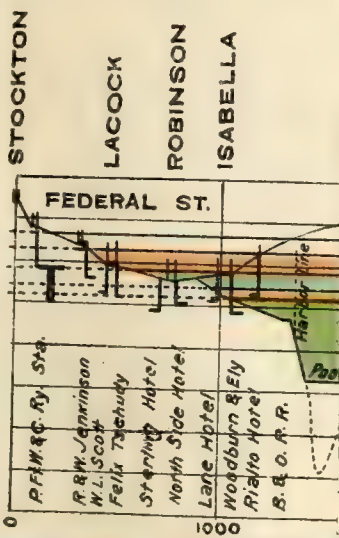 STOCKTON
LACOCK
ROBINSON
ISABELLA
FEDERAL ST.
Harbor Line
Poo
P.Ft.W.&C. Ry. Sta.
R.&W. Jenkinson
W.L. Scott
Felix Tschudy
Sterling Hotel
North Side Hotel
Lane Hotel
Woodburn & Ely
Rialto Hotel
B.&O.R.R.
0
1000